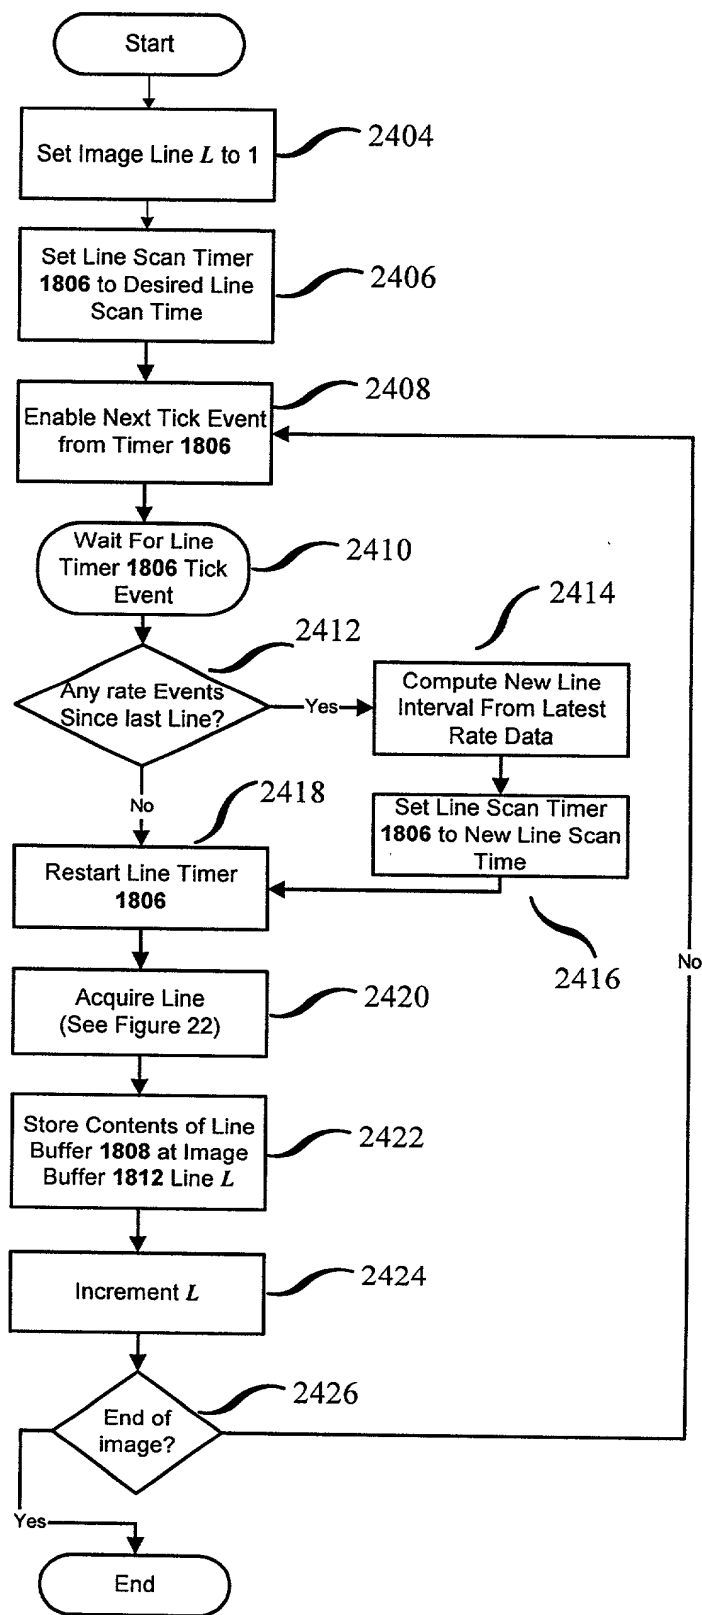 Start
Set Image Line L to 1
2404
Set Line Scan Timer
1806 to Desired Line
Scan Time
2406
2408
Enable Next Tick Event
from Timer 1806
Wait For Line
Timer 1806 Tick
Event
2410
2412
Any rate Events
Since last Line?
Yes
2414
Compute New Line
Interval From Latest
Rate Data
No
2418
Set Line Scan Timer
1806 to New Line Scan
Time
2416
Restart Line Timer
1806
Acquire Line
(See Figure 22)
2420
No
Store Contents of Line
Buffer 1808 at Image
Buffer 1812 Line L
2422
Increment L
2424
2426
End of
image?
Yes
End